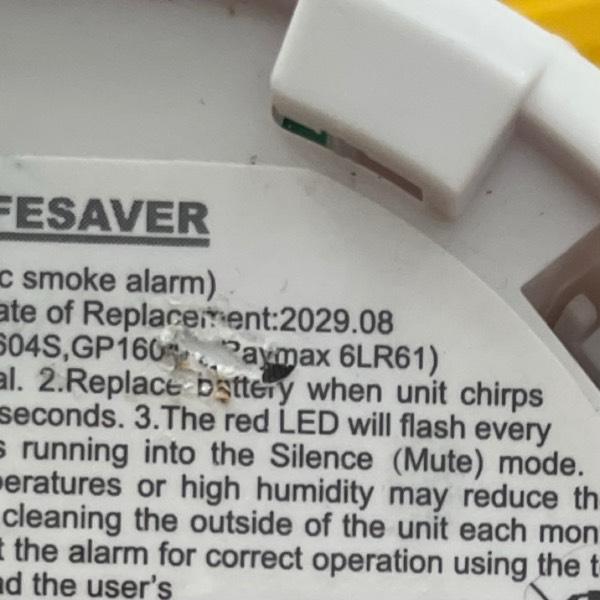 FESAVER
c smoke alarm)
ate of Replacement:2029.08
604S,GP160 Raymax 6LR61)
al. 2.Replace battery when unit chirps
seconds. 3.The red LED will flash every
s running into the Silence (Mute) mode.
eratures or high humidity may reduce th
cleaning the outside of the unit each mon
t the alarm for correct operation using the t
nd the user's